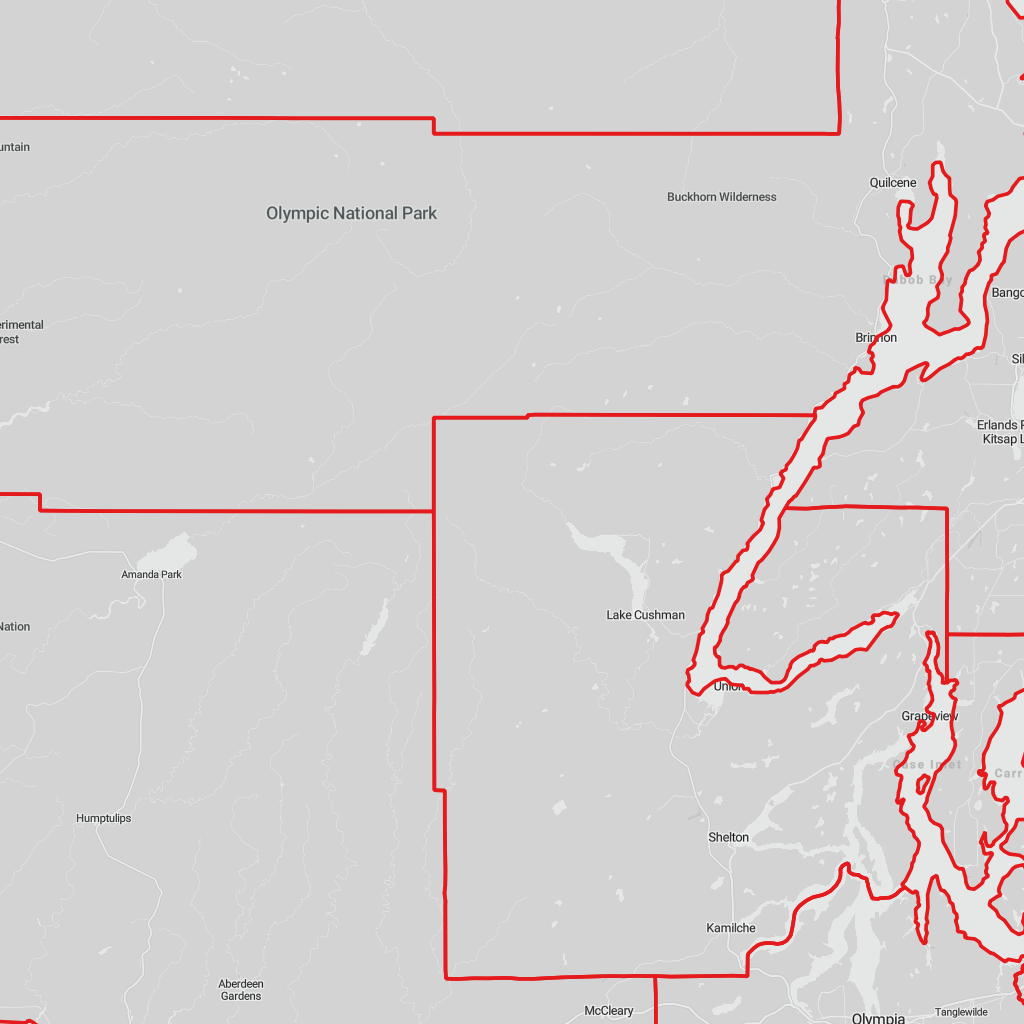 untain
Quilcene
Buckhorn Wilderness
Olympic National Park
Dabob Bay
Bango
erimental
rest
Brinnon
Sil
Erlands P
Kitsap L
Amanda Park
Lake Cushman
Nation
Union
Grapeview
Case Inlet
Carr
Humptulips
Shelton
Kamilche
Aberdeen
Gardens
McCleary
Olympia
Tanglewilde